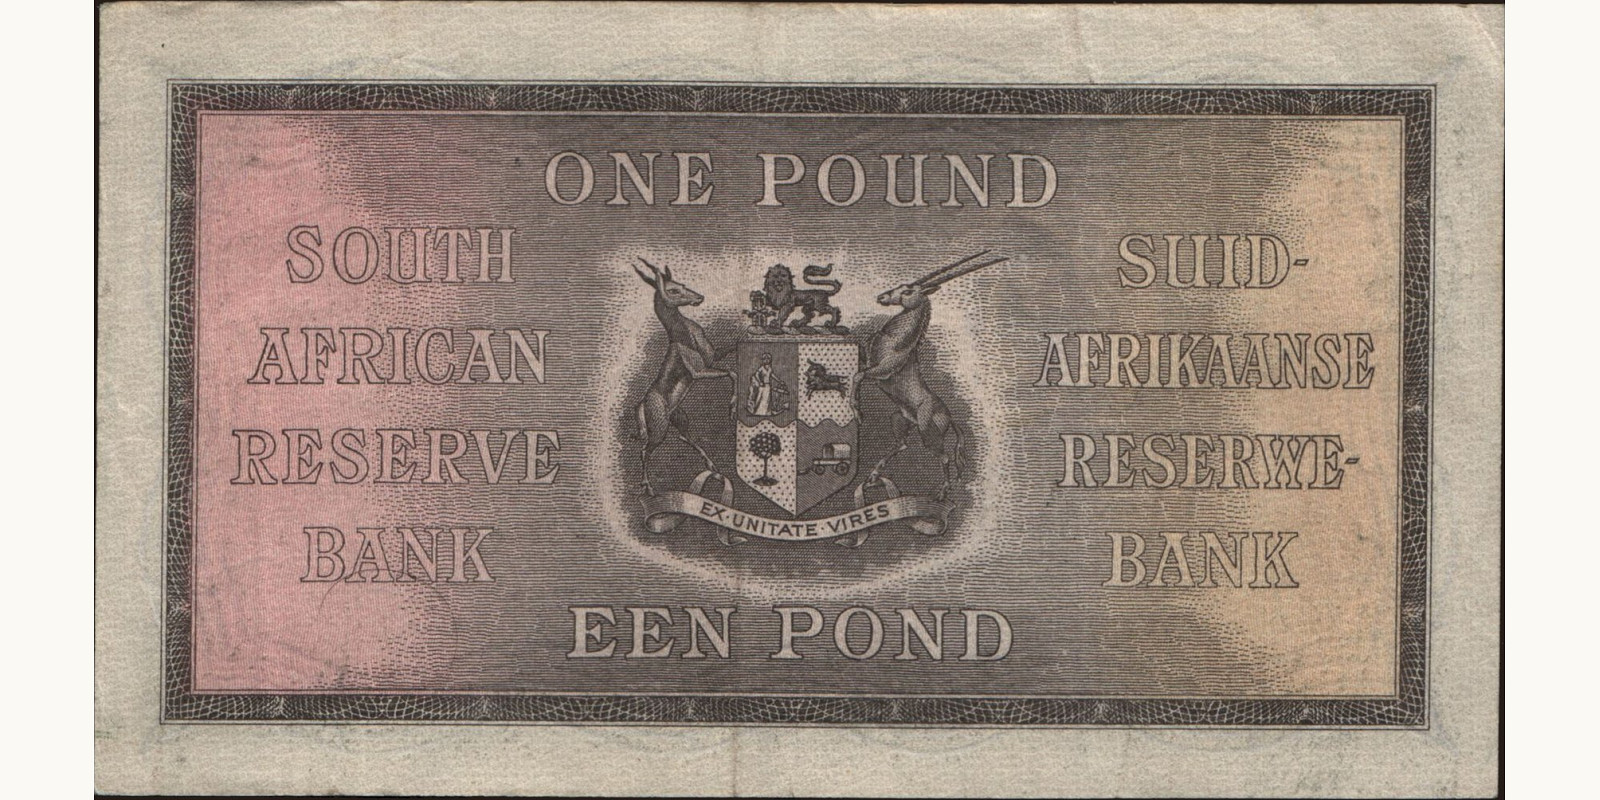 ONE POUND
SOUTH
AFRICAN
RESERVE
BANK
SUID-
AFRIKAANSE
RESERWE-
BANK
EX·UNITATE·VIRES
EEN POND